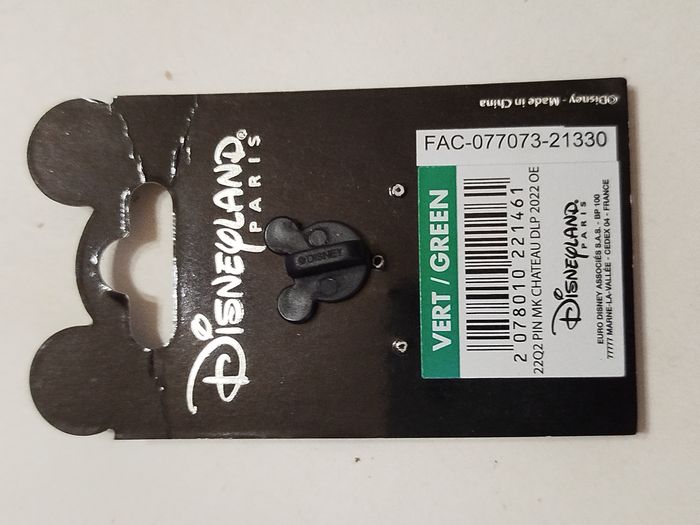 DISNEYLAND®
PARIS
©DISNEY
VERT / GREEN
2 078010 221461
22Q2 PIN MK CHATEAU DLP 2022 OE
DISNEYLAND
PARIS
EURO DISNEY ASSOCIÉS S.A.S. - BP 100
77777 MARNE-LA-VALLÉE - CEDEX 04 - FRANCE
FAC-077073-21330
©Disney - Made in China